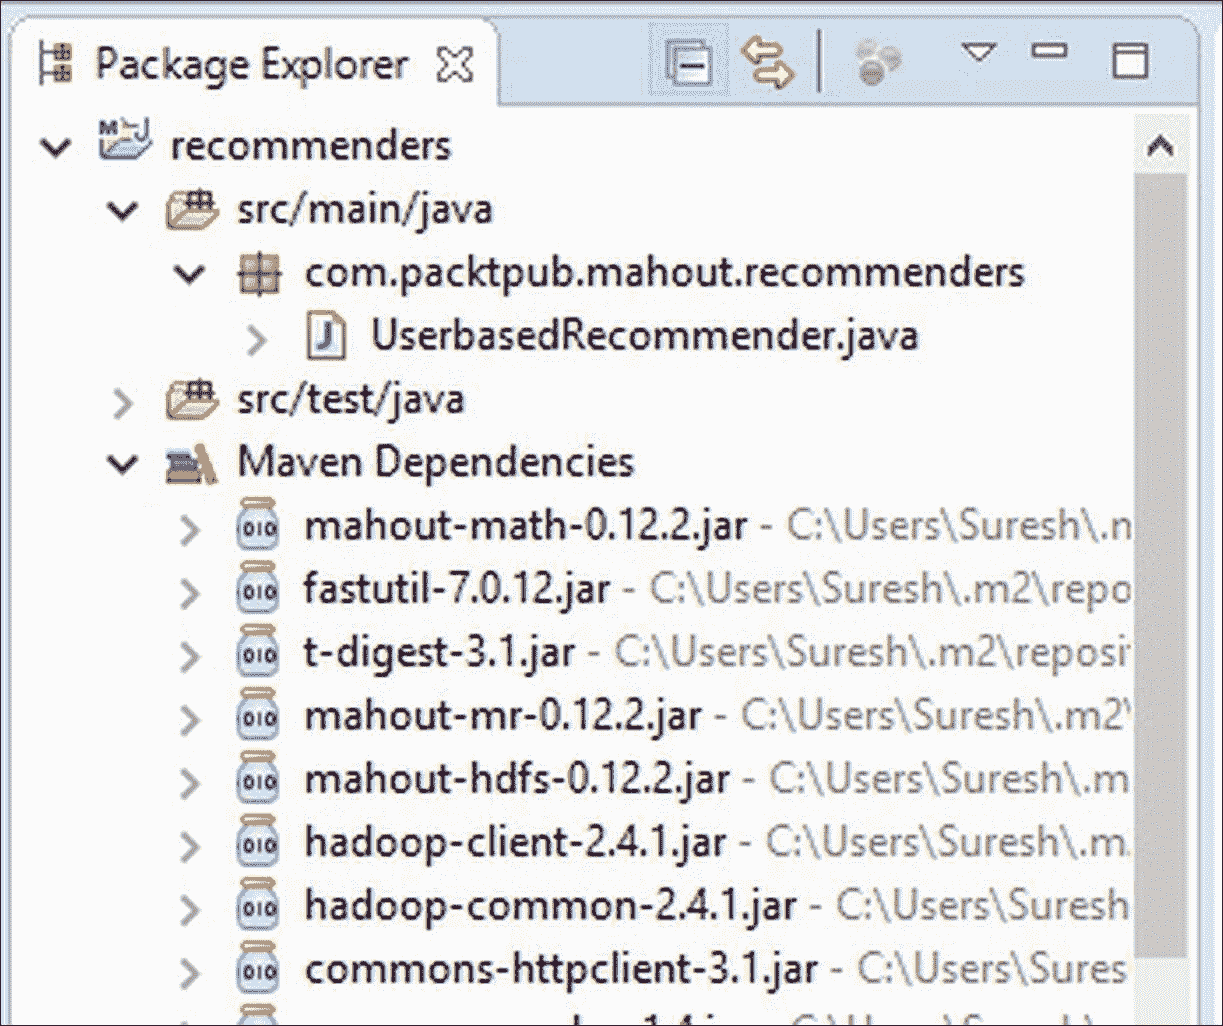 Package Explorer
recommenders
src/main/java
com.packtpub.mahout.recommenders
UserbasedRecommender.java
src/test/java
Maven Dependencies
mahout-math-0.12.2.jar - C:\Users\Suresh\.m
fastutil-7.0.12.jar - C:\Users\Suresh\.m2\repo
t-digest-3.1.jar - C:\Users\Suresh\.m2\reposi
mahout-mr-0.12.2.jar - C:\Users\Suresh\.m2\
mahout-hdfs-0.12.2.jar - C:\Users\Suresh\.m
hadoop-client-2.4.1.jar - C:\Users\Suresh\.m
hadoop-common-2.4.1.jar - C:\Users\Suresh
commons-httpclient-3.1.jar - C:\Users\Sures